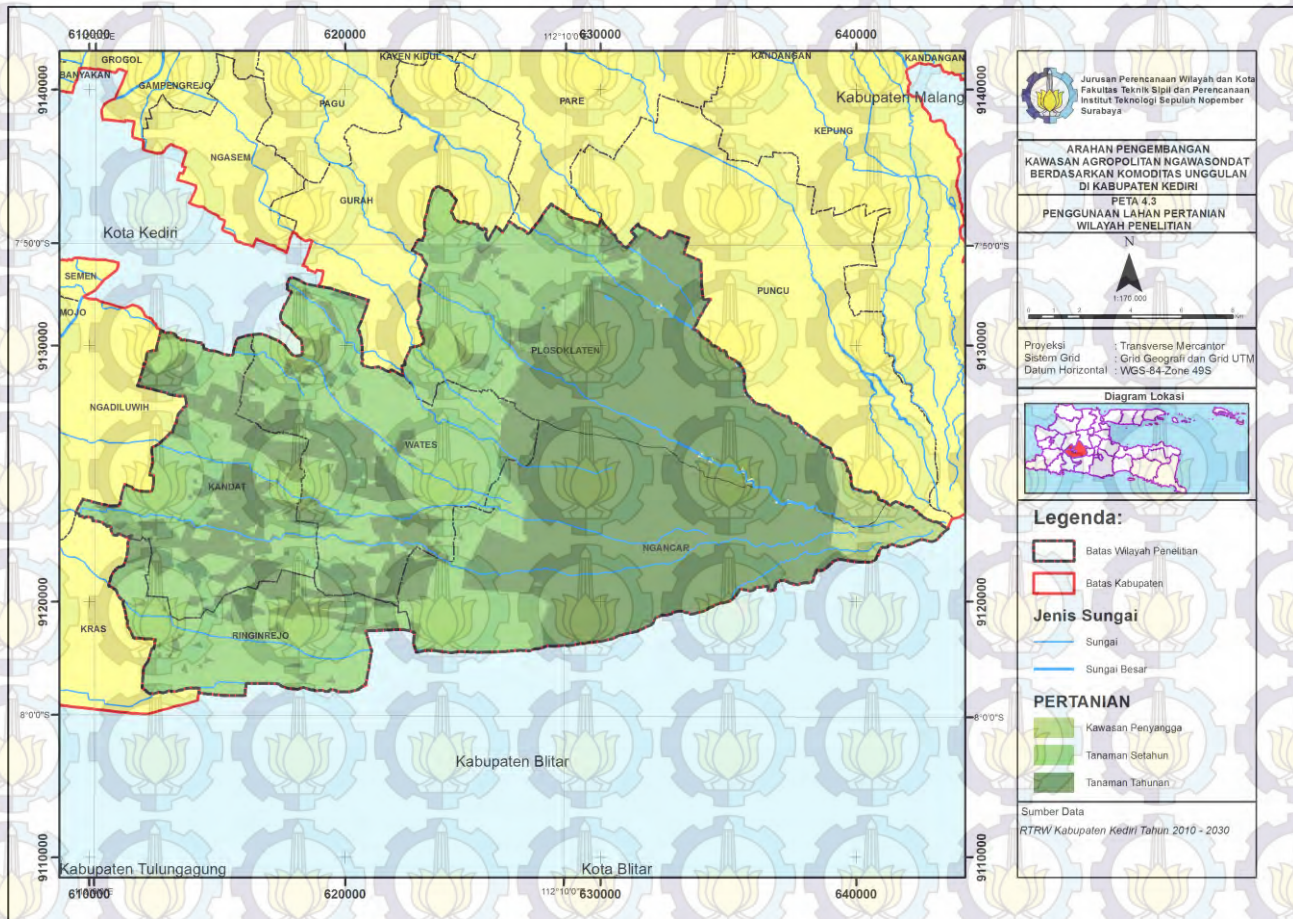 610000
620000
630000
640000
112°10'0"E
9140000
9130000
9120000
9110000
9140000
9130000
9120000
9110000
7°50'0"S
7°50'0"S
8°0'0"S
8°0'0"S
GROGOL
BANYAKAN
GAMPENGREJO
KAYEN KIDUL
KANDANGAN
KANDANGAN
PAGU
PARE
Kabupaten Malang
KEPUNG
NGASEM
GURAH
Kota Kediri
SEMEN
MOJO
PUNCU
PLOSOKLATEN
NGADILUWIH
WATES
KANIJAT
NGANCAR
KRAS
RINGINREJO
Kabupaten Blitar
Kabupaten Tulungagung
Kota Blitar
610000
620000
112°10'0"E
630000
640000
Jurusan Perencanaan Wilayah dan Kota
Fakultas Teknik Sipil dan Perencanaan
Institut Teknologi Sepuluh Nopember
Surabaya
ARAHAN PENGEMBANGAN
KAWASAN AGROPOLITAN NGAWASONDAT
BERDASARKAN KOMODITAS UNGGULAN
DI KABUPATEN KEDIRI
PETA 4.3
PENGGUNAAN LAHAN PERTANIAN
WILAYAH PENELITIAN
N
1:170.000
0 1 2 4 6 8
Proyeksi : Transverse Mercantor
Sistem Grid : Grid Geografi dan Grid UTM
Datum Horizontal : WGS-84-Zone 49S
Diagram Lokasi
Legenda:
Batas Wilayah Penelitian
Batas Kabupaten
Jenis Sungai
Sungai
Sungai Besar
PERTANIAN
Kawasan Penyangga
Tanaman Setahun
Tanaman Tahunan
Sumber Data
RTRW Kabupaten Kediri Tahun 2010 - 2030